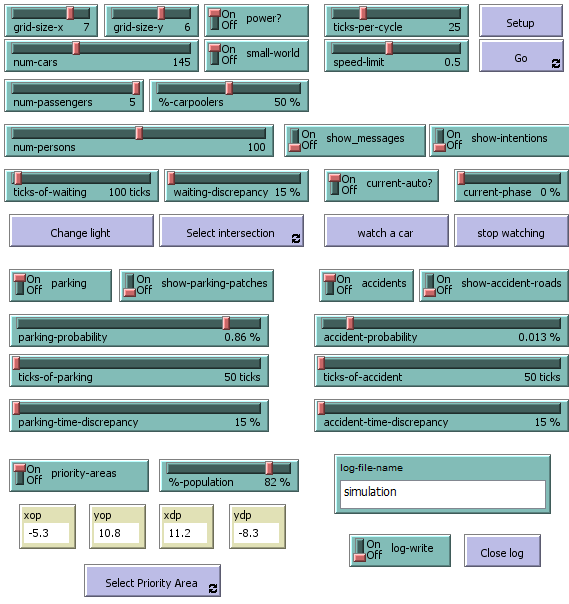 grid-size-x 7
grid-size-y 6
On
Off
power?
ticks-per-cycle 25
Setup
num-cars 145
On
Off
small-world
speed-limit 0.5
Go
num-passengers 5
%-carpoolers 50 %
num-persons 100
On
Off
show_messages
On
Off
show-intentions
ticks-of-waiting 100 ticks
waiting-discrepancy 15 %
On
Off
current-auto?
current-phase 0 %
Change light
Select intersection
watch a car
stop watching
On
Off
parking
On
Off
show-parking-patches
On
Off
accidents
On
Off
show-accident-roads
parking-probability 0.86 %
accident-probability 0.013 %
ticks-of-parking 50 ticks
ticks-of-accident 50 ticks
parking-time-discrepancy 15 %
accident-time-discrepancy 15 %
On
Off
priority-areas
%-population 82 %
log-file-name
simulation
xop
-5.3
yop
10.8
xdp
11.2
ydp
-8.3
On
Off
log-write
Close log
Select Priority Area